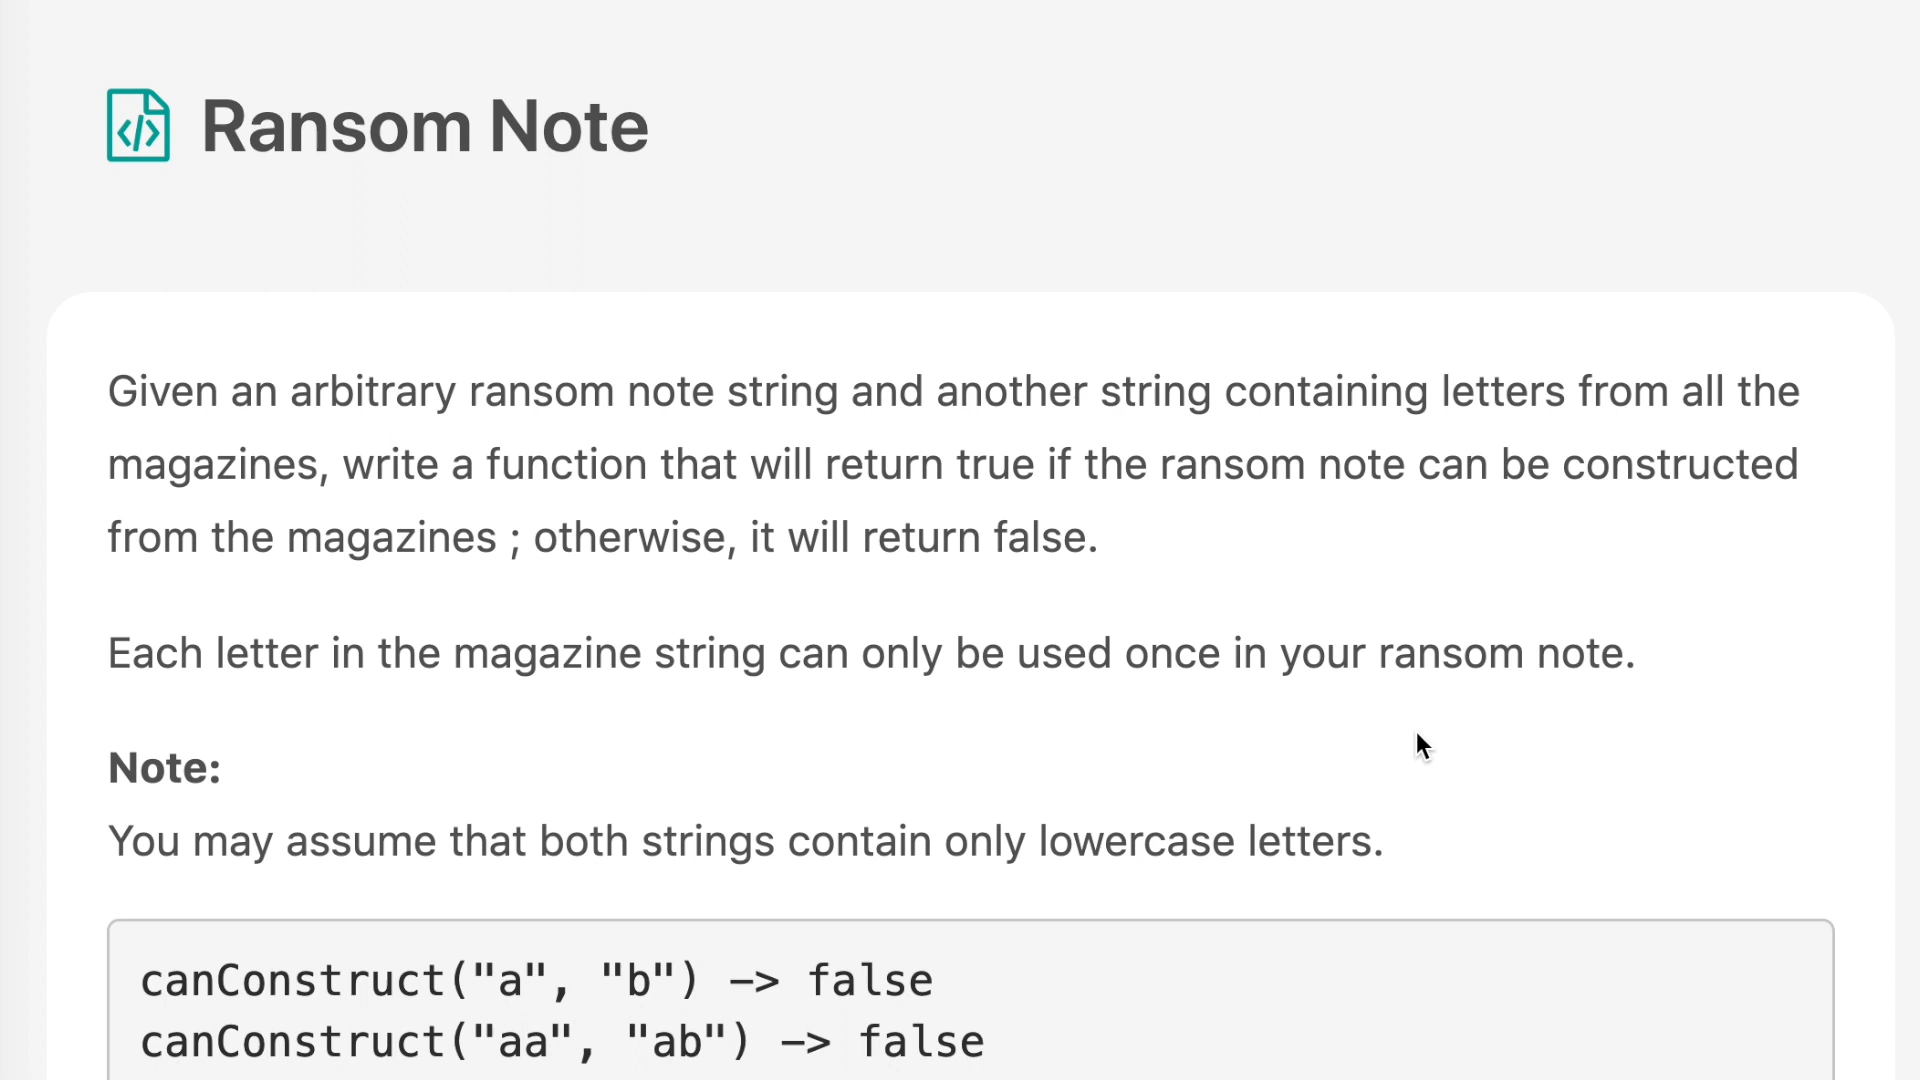 </> Ransom Note
Given an arbitrary ransom note string and another string containing letters from all the
magazines, write a function that will return true if the ransom note can be constructed
from the magazines ; otherwise, it will return false.
Each letter in the magazine string can only be used once in your ransom note.
Note:
You may assume that both strings contain only lowercase letters.
canConstruct("a", "b") -> false
canConstruct("aa", "ab") -> false